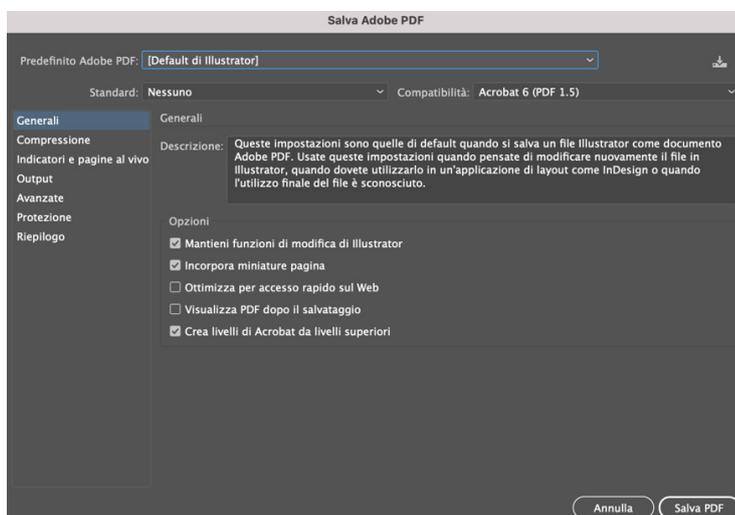 Salva Adobe PDF
Predefinito Adobe PDF: [Default di Illustrator]
Standard: Nessuno Compatibilità: Acrobat 6 (PDF 1.5)
Generali
Compressione
Indicatori e pagine al vivo
Output
Avanzate
Protezione
Riepilogo
Generali
Descrizione: Queste impostazioni sono quelle di default quando si salva un file Illustrator come documento
Adobe PDF. Usate queste impostazioni quando pensate di modificare nuovamente il file in
Illustrator, quando dovete utilizzarlo in un'applicazione di layout come InDesign o quando
l'utilizzo finale del file è sconosciuto.
Opzioni
Mantieni funzioni di modifica di Illustrator
Incorpora miniature pagina
Ottimizza per accesso rapido sul Web
Visualizza PDF dopo il salvataggio
Crea livelli di Acrobat da livelli superiori
Annulla Salva PDF